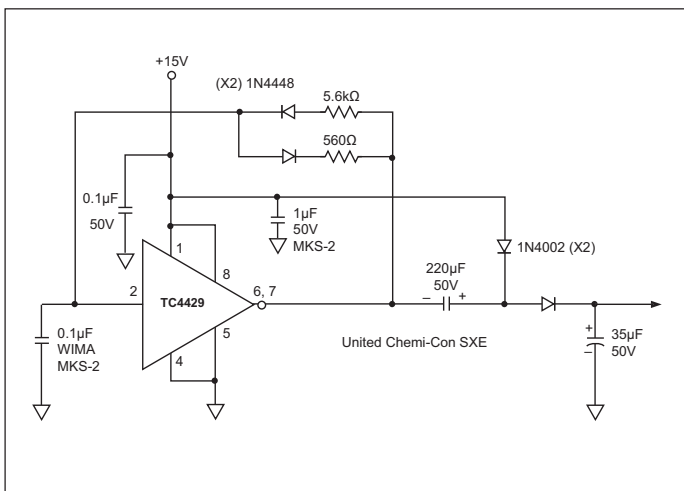 +15V
(X2) 1N4448
5.6kΩ
560Ω
0.1µF
50V
1µF
50V
MKS-2
1
8
1N4002 (X2)
220µF
50V
2
TC4429
6, 7
– +
0.1µF
WIMA
MKS-2
4
5
United Chemi-Con SXE
+
–
35µF
50V